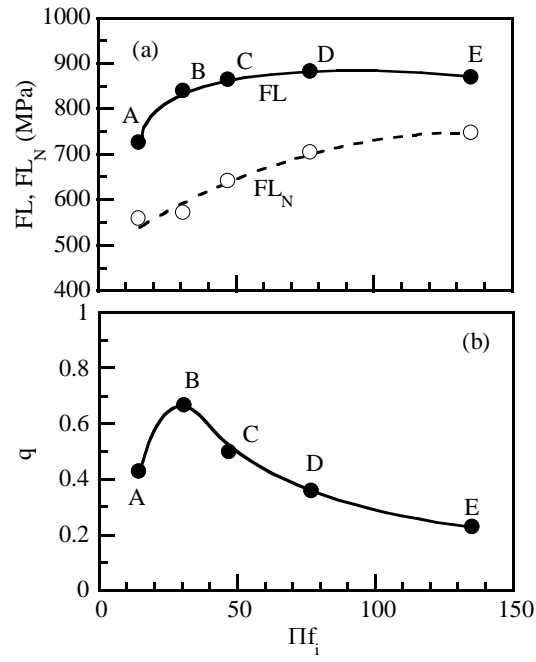 1000
(a)
900
800
700
600
500
400
FL, FL_N (MPa)
A
B
C
D
E
FL
FL_N
1
(b)
0.8
0.6
0.4
0.2
0
q
A
B
C
D
E
0 50 100 150
Πf_i